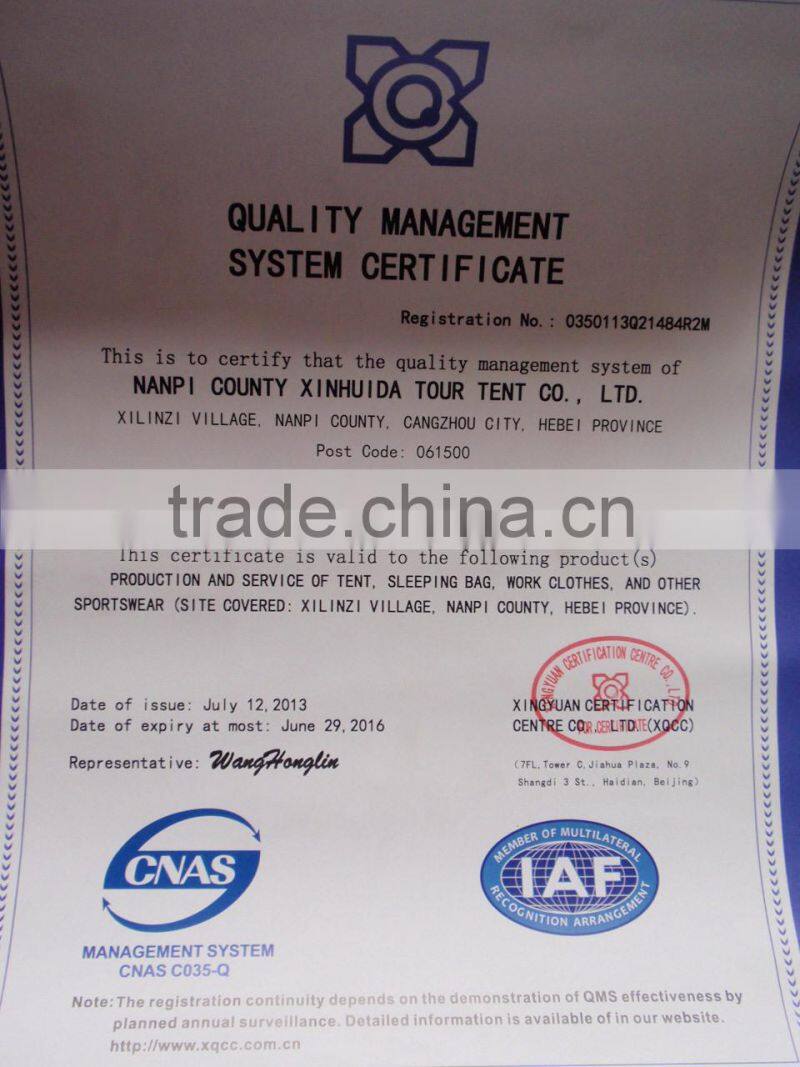 QUALITY MANAGEMENT
SYSTEM CERTIFICATE
Registration No.: 0350113Q21484R2M
This is to certify that the quality management system of
NANPI COUNTY XINHUIDA TOUR TENT CO., LTD.
XILINZI VILLAGE, NANPI COUNTY, CANGZHOU CITY, HEBEI PROVINCE
Post Code: 061500
trade.china.cn
This certificate is valid to the following product(s)
PRODUCTION AND SERVICE OF TENT, SLEEPING BAG, WORK CLOTHES, AND OTHER
SPORTSWEAR (SITE COVERED: XILINZI VILLAGE, NANPI COUNTY, HEBEI PROVINCE).
Date of issue: July 12,2013
Date of expiry at most: June 29,2016
Representative: WangHonglin
XINGYUAN CERTIFICATION CENTRE CO., LTD
FOR CERTIFICATE
XINGYUAN CERTIFICATION
CENTRE CO., LTD. (XQCC)
(7FL, Tower C, Jiahua Plaza, No.9
Shangdi 3 St., Haidian, Beijing)
CNAS
MANAGEMENT SYSTEM
CNAS C035-Q
MEMBER OF MULTILATERAL
IAF
RECOGNITION ARRANGEMENT
Note: The registration continuity depends on the demonstration of QMS effectiveness by
planned annual surveillance. Detailed information is available of in our website.
http://www.xqcc.com.cn